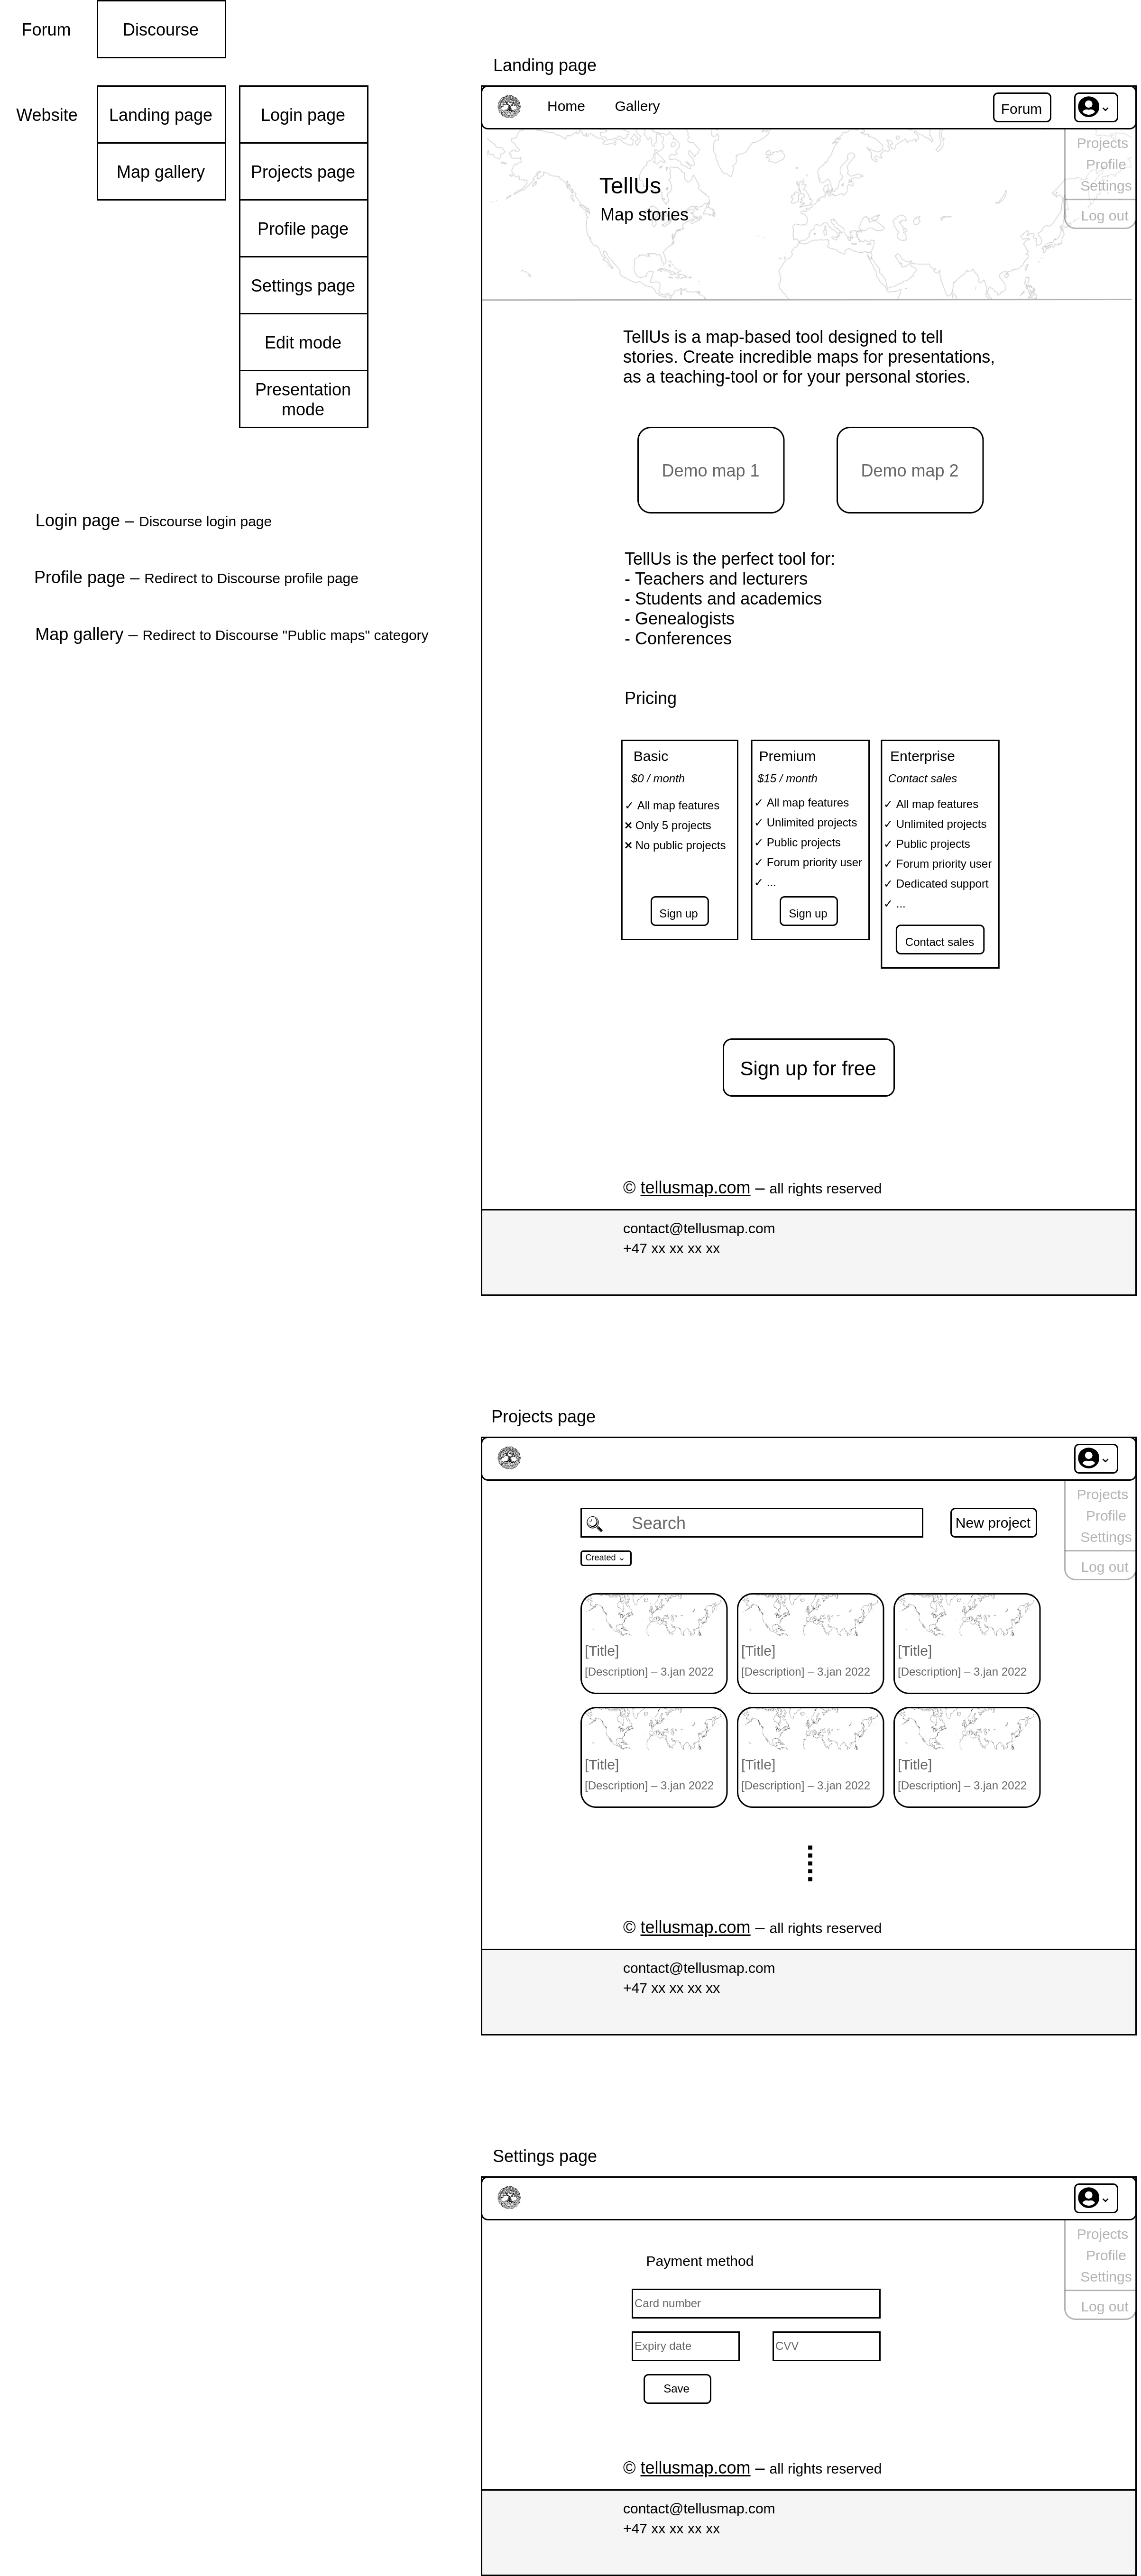 Forum
Discourse
Website
Landing page
Login page
Map gallery
Projects page
Profile page
Settings page
Edit mode
Presentation
mode
Login page – Discourse login page
Profile page – Redirect to Discourse profile page
Map gallery – Redirect to Discourse "Public maps" category
Landing page
Home
Gallery
Forum
Projects
Profile
Settings
Log out
TellUs
Map stories
TellUs is a map-based tool designed to tell
stories. Create incredible maps for presentations,
as a teaching-tool or for your personal stories.
Demo map 1
Demo map 2
TellUs is the perfect tool for:
- Teachers and lecturers
- Students and academics
- Genealogists
- Conferences
Pricing
Basic
$0 / month
✓ All map features
× Only 5 projects
× No public projects
Sign up
Premium
$15 / month
✓ All map features
✓ Unlimited projects
✓ Public projects
✓ Forum priority user
✓ ...
Sign up
Enterprise
Contact sales
✓ All map features
✓ Unlimited projects
✓ Public projects
✓ Forum priority user
✓ Dedicated support
✓ ...
Contact sales
Sign up for free
© tellusmap.com – all rights reserved
contact@tellusmap.com
+47 xx xx xx xx
Projects page
Projects
Profile
Settings
Log out
Search
New project
Created
[Title]
[Description] – 3.jan 2022
[Title]
[Description] – 3.jan 2022
[Title]
[Description] – 3.jan 2022
[Title]
[Description] – 3.jan 2022
[Title]
[Description] – 3.jan 2022
[Title]
[Description] – 3.jan 2022
© tellusmap.com – all rights reserved
contact@tellusmap.com
+47 xx xx xx xx
Settings page
Projects
Profile
Settings
Log out
Payment method
Card number
Expiry date
CVV
Save
© tellusmap.com – all rights reserved
contact@tellusmap.com
+47 xx xx xx xx